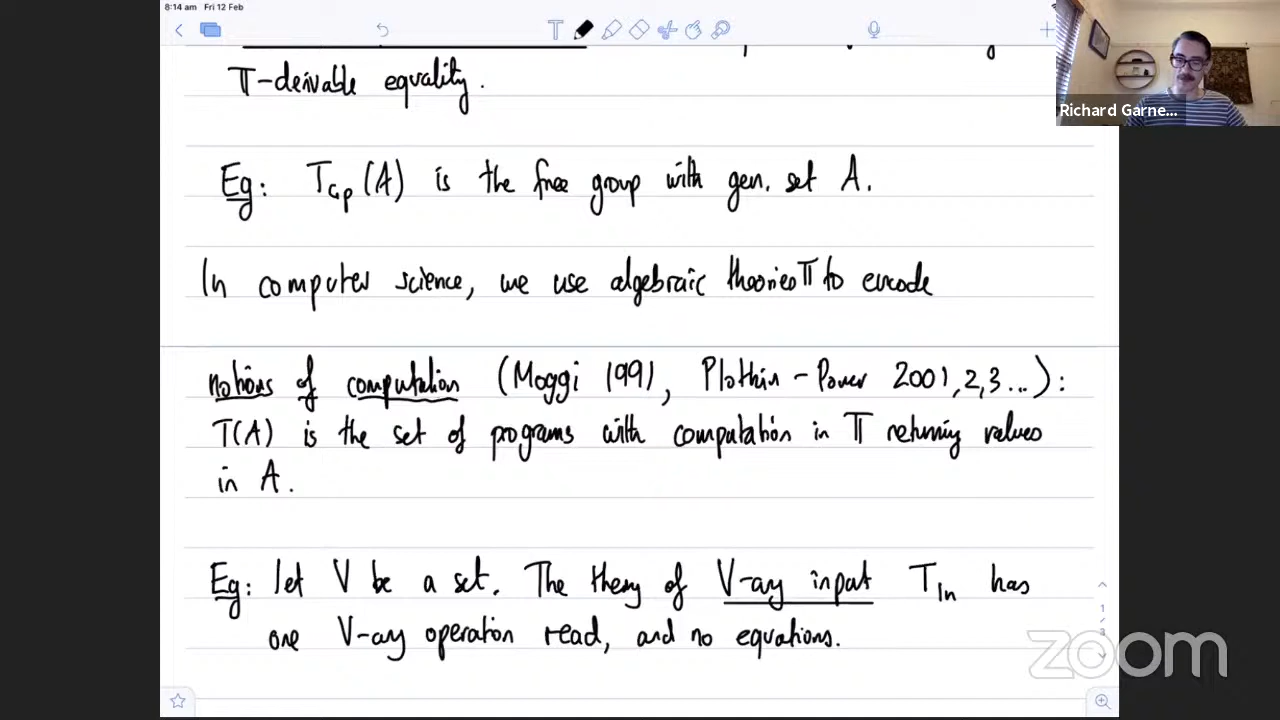 8:14 am Fri 12 Feb
𝕋-derivable equality.
Eg: T_Gp(A) is the free group with gen. set A.
In computer science, we use algebraic theories 𝕋 to encode
notions of computation (Moggi 1991, Plotkin - Power 2001,2,3...):
T(A) is the set of programs with computation in 𝕋 returning values
in A.
Eg: let V be a set. The theory of V-ary input T_In has
one V-ary operation read, and no equations.
Richard Garne...
zoom